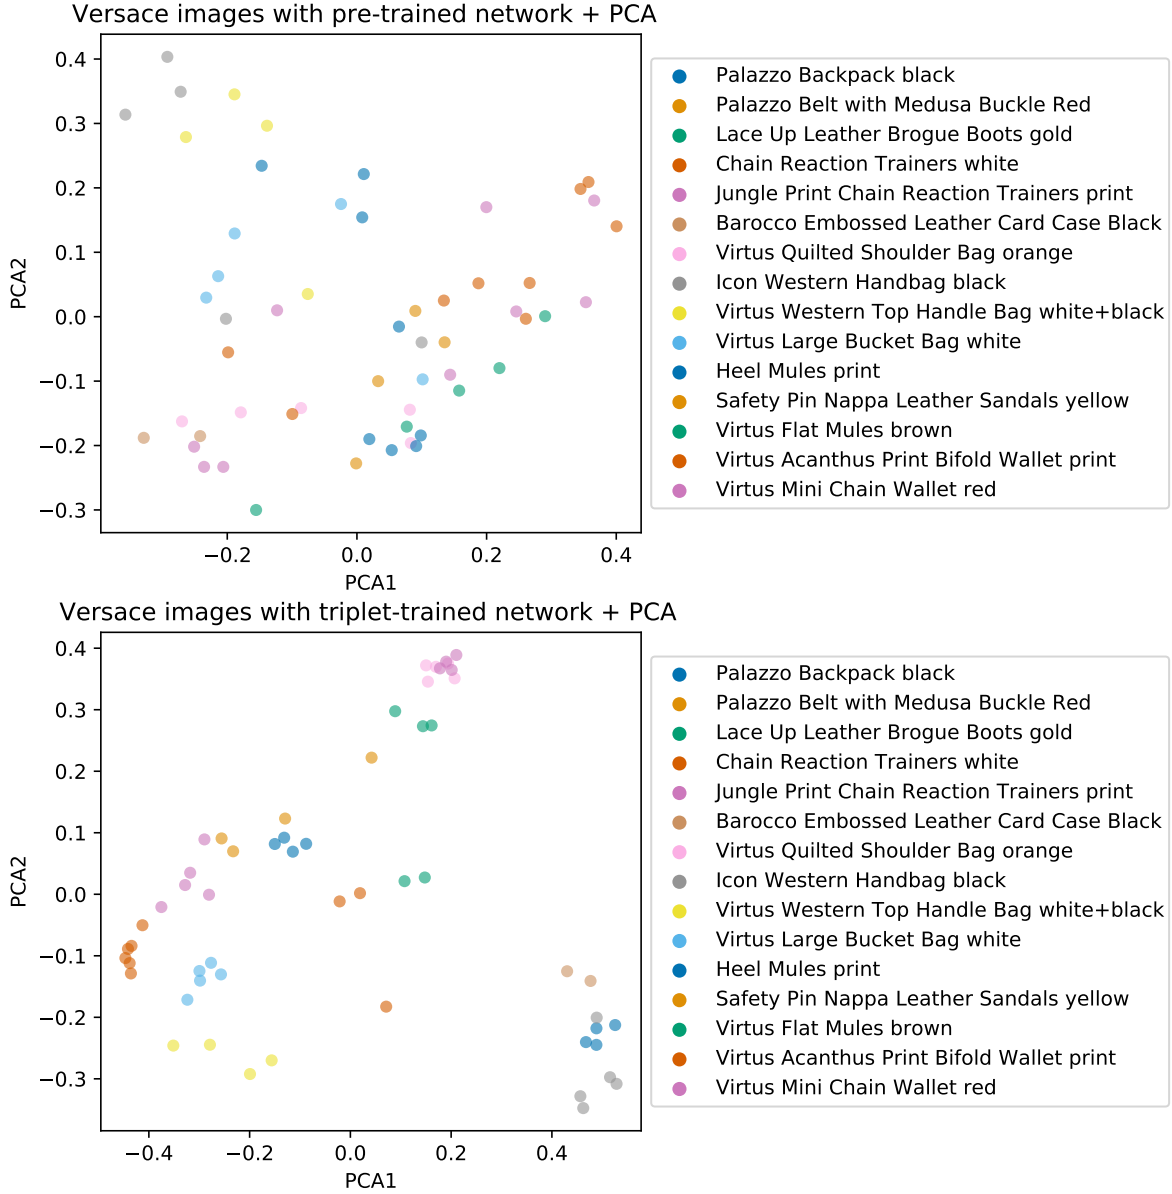 Versace images with pre-trained network + PCA
0.4
0.3
0.2
0.1
0.0
−0.1
−0.2
−0.3
PCA2
−0.2
0.0
0.2
0.4
PCA1
Palazzo Backpack black
Palazzo Belt with Medusa Buckle Red
Lace Up Leather Brogue Boots gold
Chain Reaction Trainers white
Jungle Print Chain Reaction Trainers print
Barocco Embossed Leather Card Case Black
Virtus Quilted Shoulder Bag orange
Icon Western Handbag black
Virtus Western Top Handle Bag white+black
Virtus Large Bucket Bag white
Heel Mules print
Safety Pin Nappa Leather Sandals yellow
Virtus Flat Mules brown
Virtus Acanthus Print Bifold Wallet print
Virtus Mini Chain Wallet red
Versace images with triplet-trained network + PCA
0.4
0.3
0.2
0.1
0.0
−0.1
−0.2
−0.3
PCA2
−0.4
−0.2
0.0
0.2
0.4
PCA1
Palazzo Backpack black
Palazzo Belt with Medusa Buckle Red
Lace Up Leather Brogue Boots gold
Chain Reaction Trainers white
Jungle Print Chain Reaction Trainers print
Barocco Embossed Leather Card Case Black
Virtus Quilted Shoulder Bag orange
Icon Western Handbag black
Virtus Western Top Handle Bag white+black
Virtus Large Bucket Bag white
Heel Mules print
Safety Pin Nappa Leather Sandals yellow
Virtus Flat Mules brown
Virtus Acanthus Print Bifold Wallet print
Virtus Mini Chain Wallet red